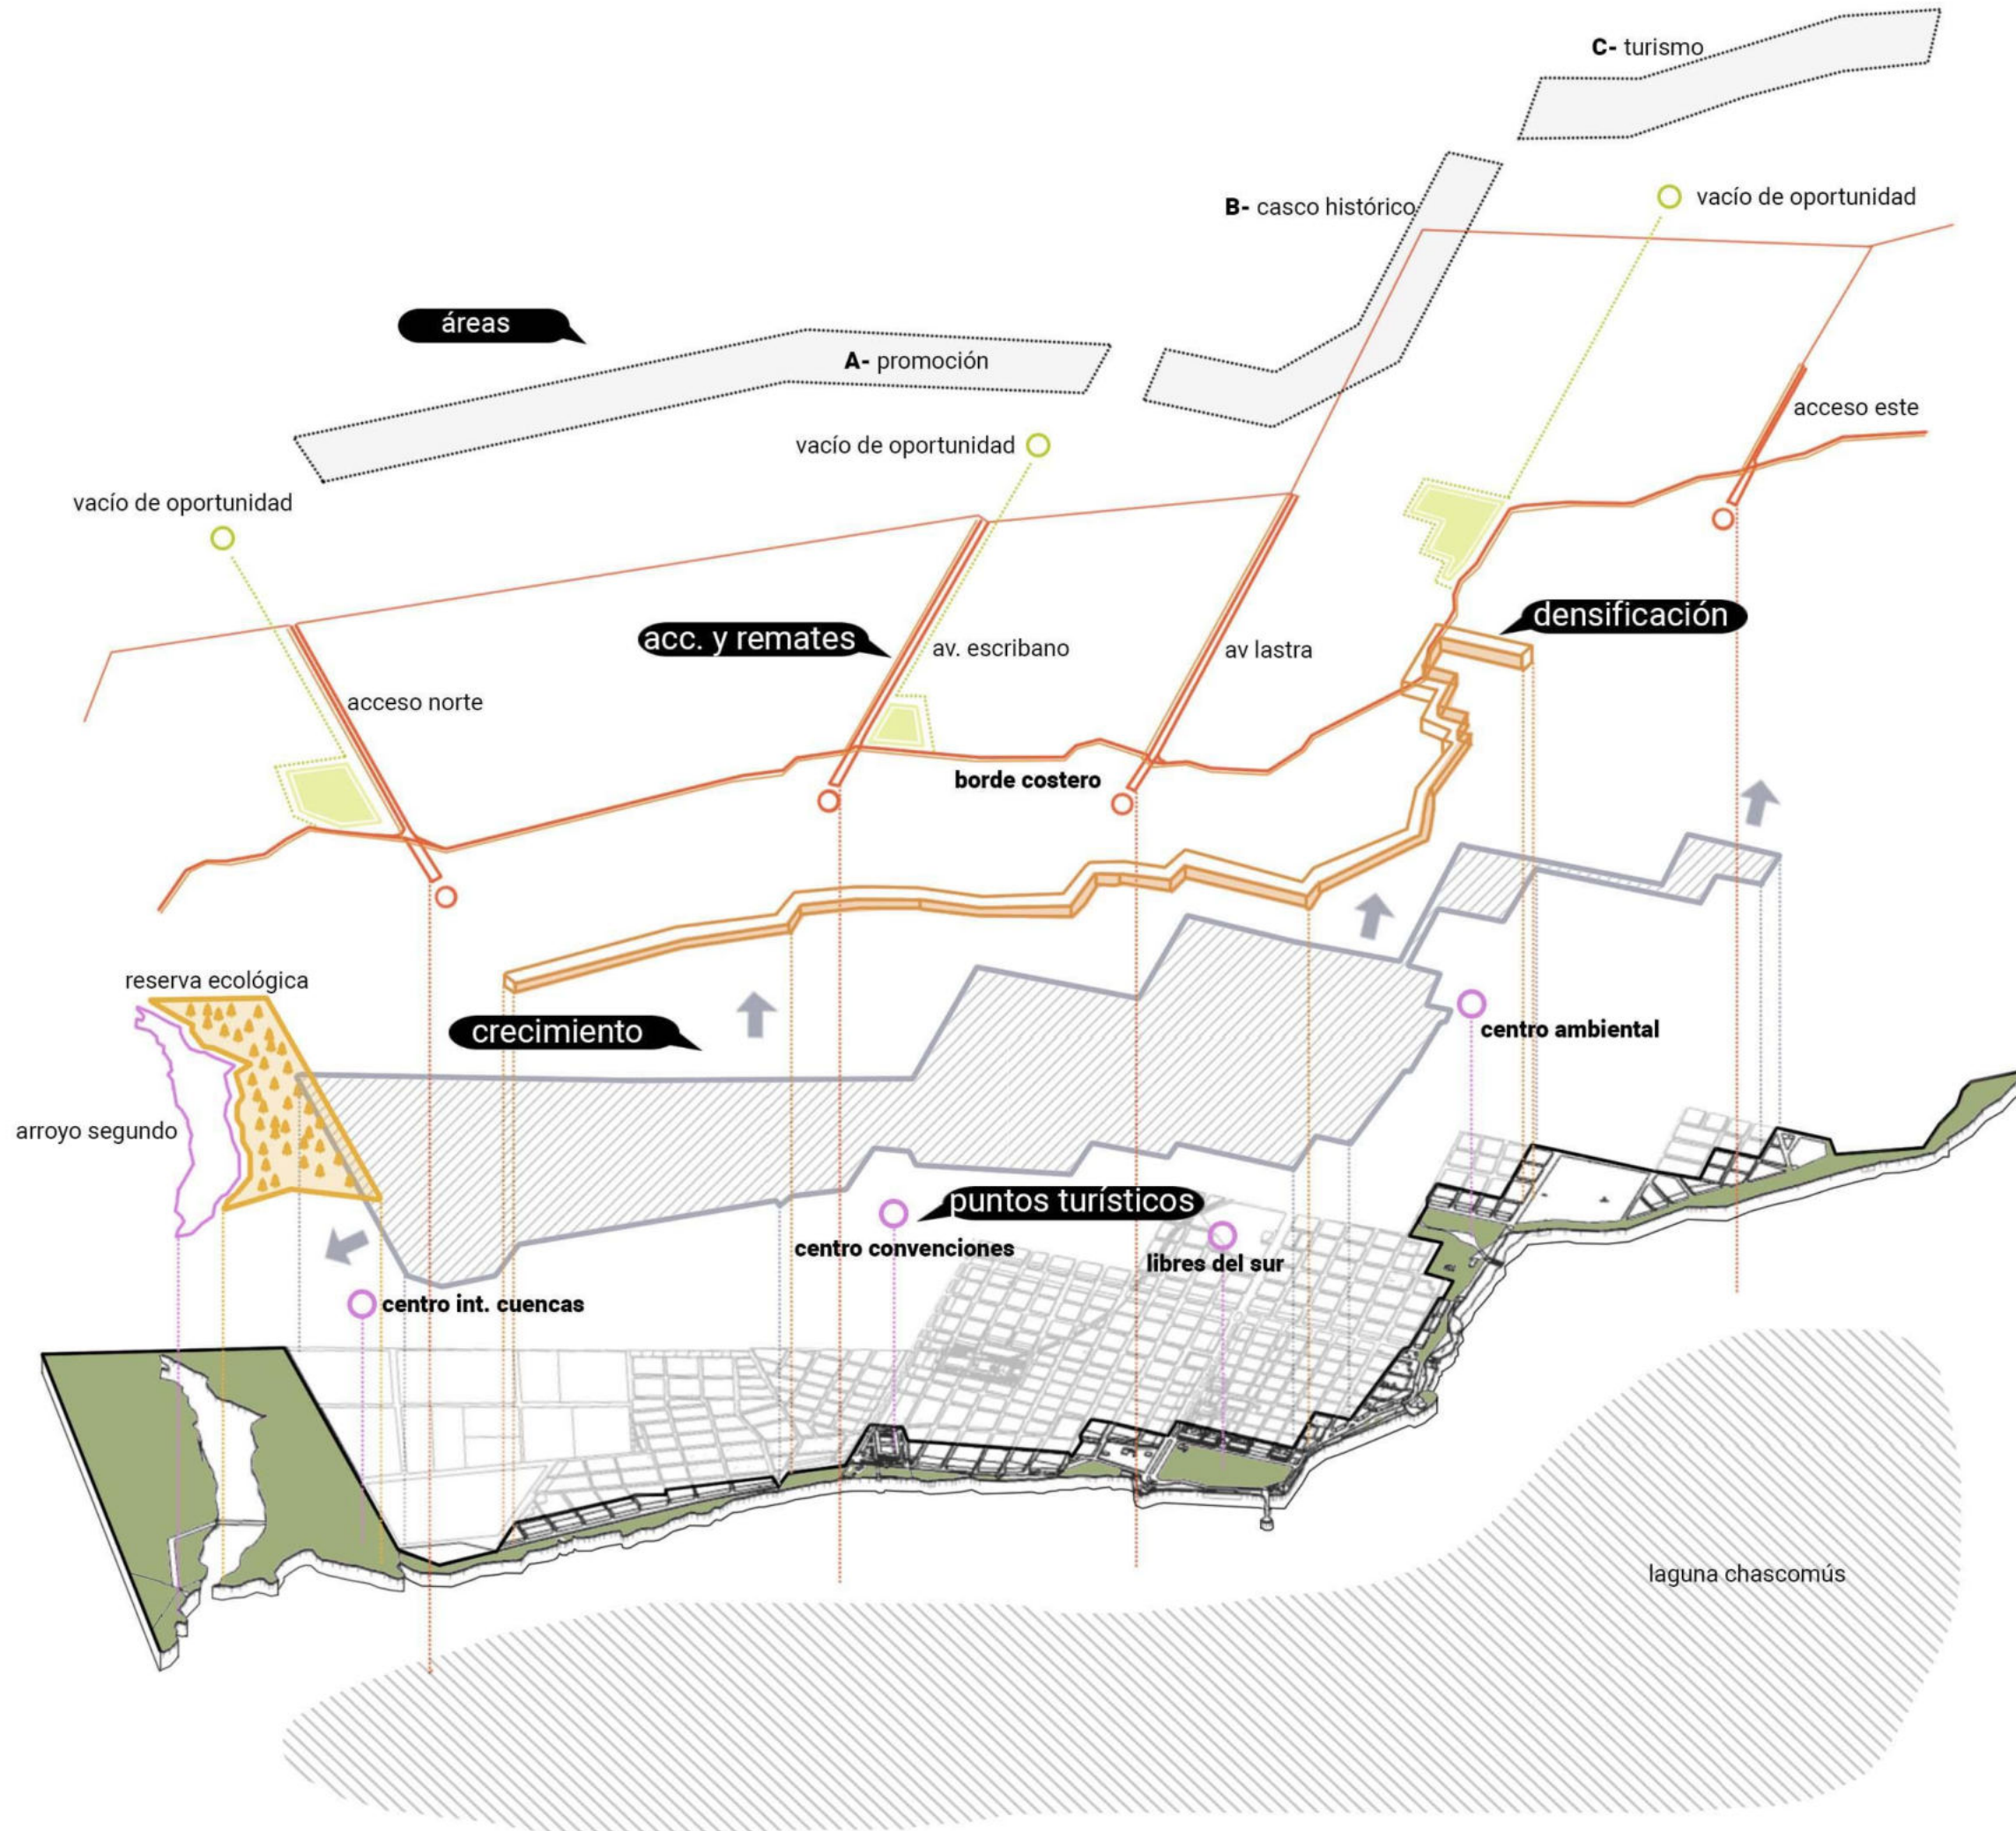 C- turismo
B- casco histórico
vacío de oportunidad
áreas
A- promoción
acceso este
vacío de oportunidad
vacío de oportunidad
densificación
acc. y remates
av. escribano
av lastra
acceso norte
borde costero
reserva ecológica
crecimiento
centro ambiental
arroyo segundo
puntos turísticos
centro convenciones
libres del sur
centro int. cuencas
laguna chascomús